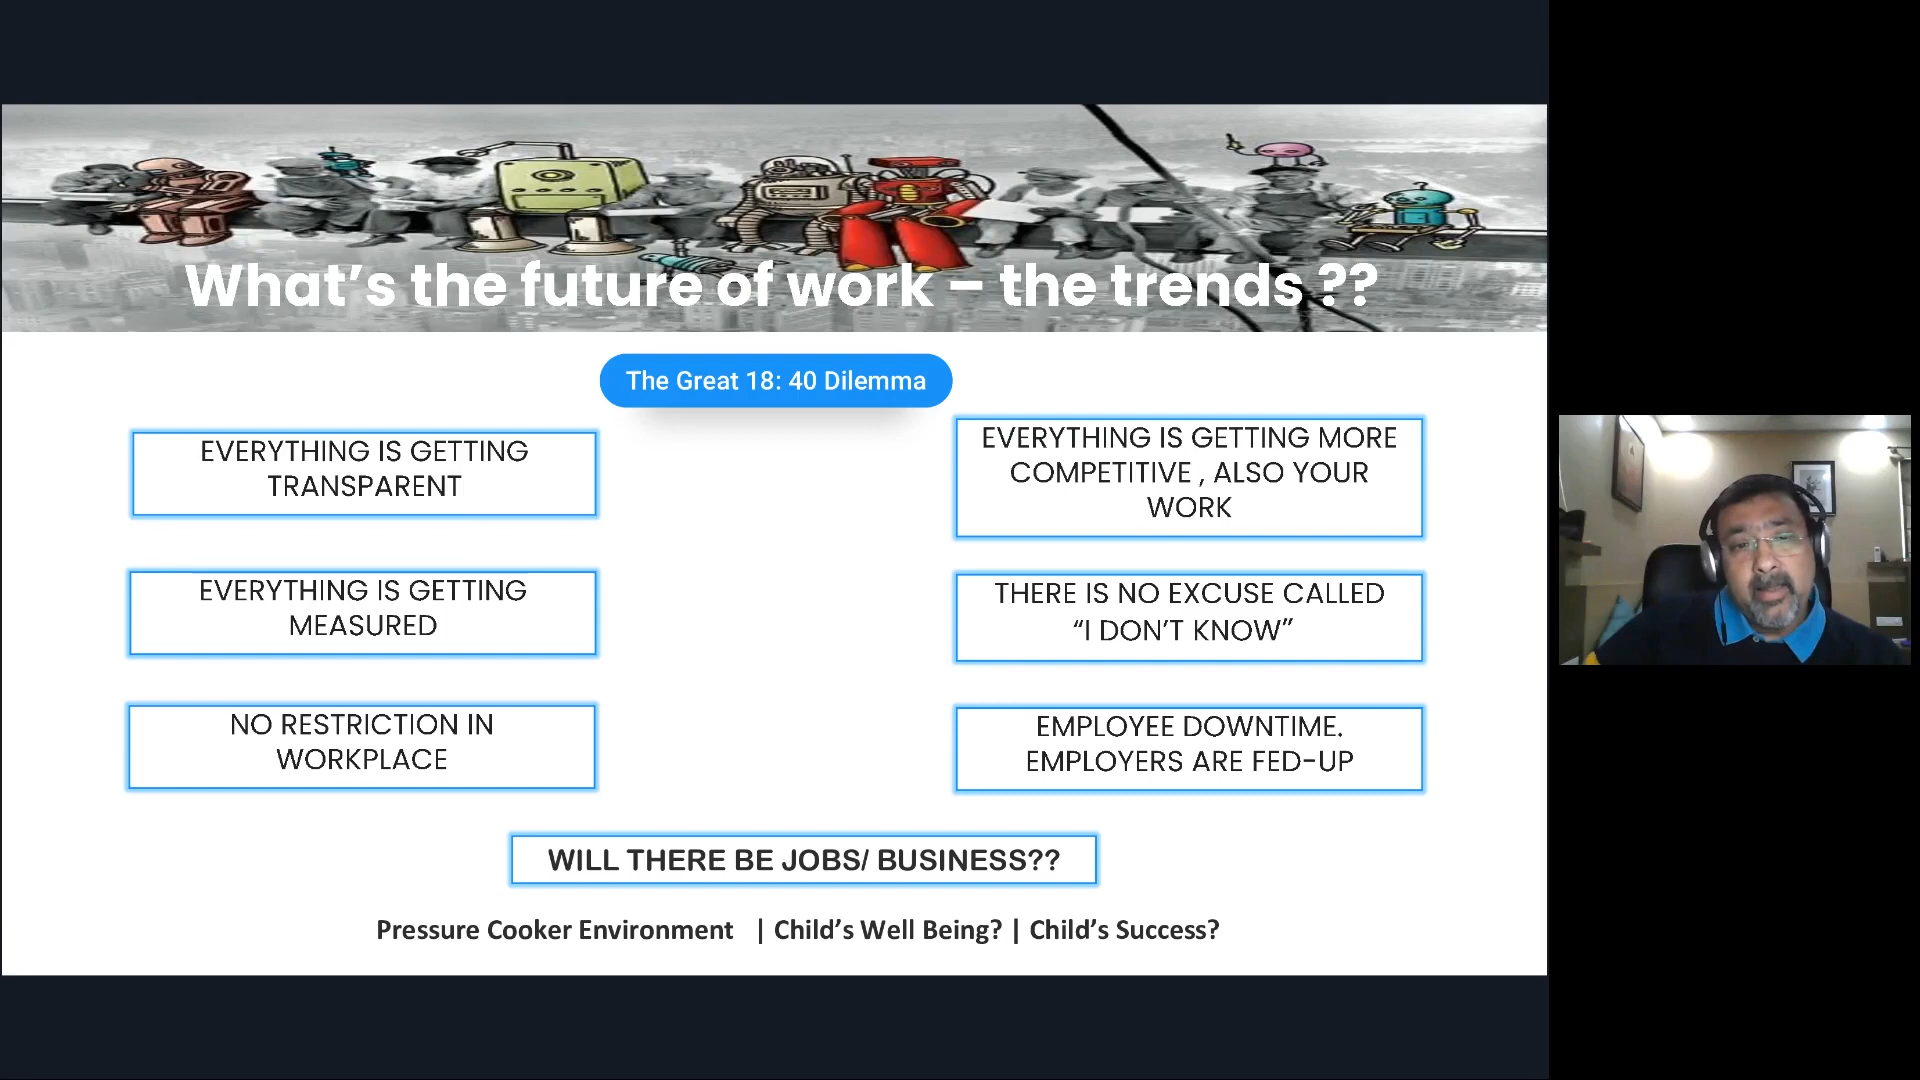 What’s the future of work – the trends ??
The Great 18: 40 Dilemma
EVERYTHING IS GETTING
TRANSPARENT
EVERYTHING IS GETTING MORE
COMPETITIVE , ALSO YOUR
WORK
EVERYTHING IS GETTING
MEASURED
THERE IS NO EXCUSE CALLED
“I DON’T KNOW”
NO RESTRICTION IN
WORKPLACE
EMPLOYEE DOWNTIME.
EMPLOYERS ARE FED-UP
WILL THERE BE JOBS/ BUSINESS??
Pressure Cooker Environment | Child’s Well Being? | Child’s Success?